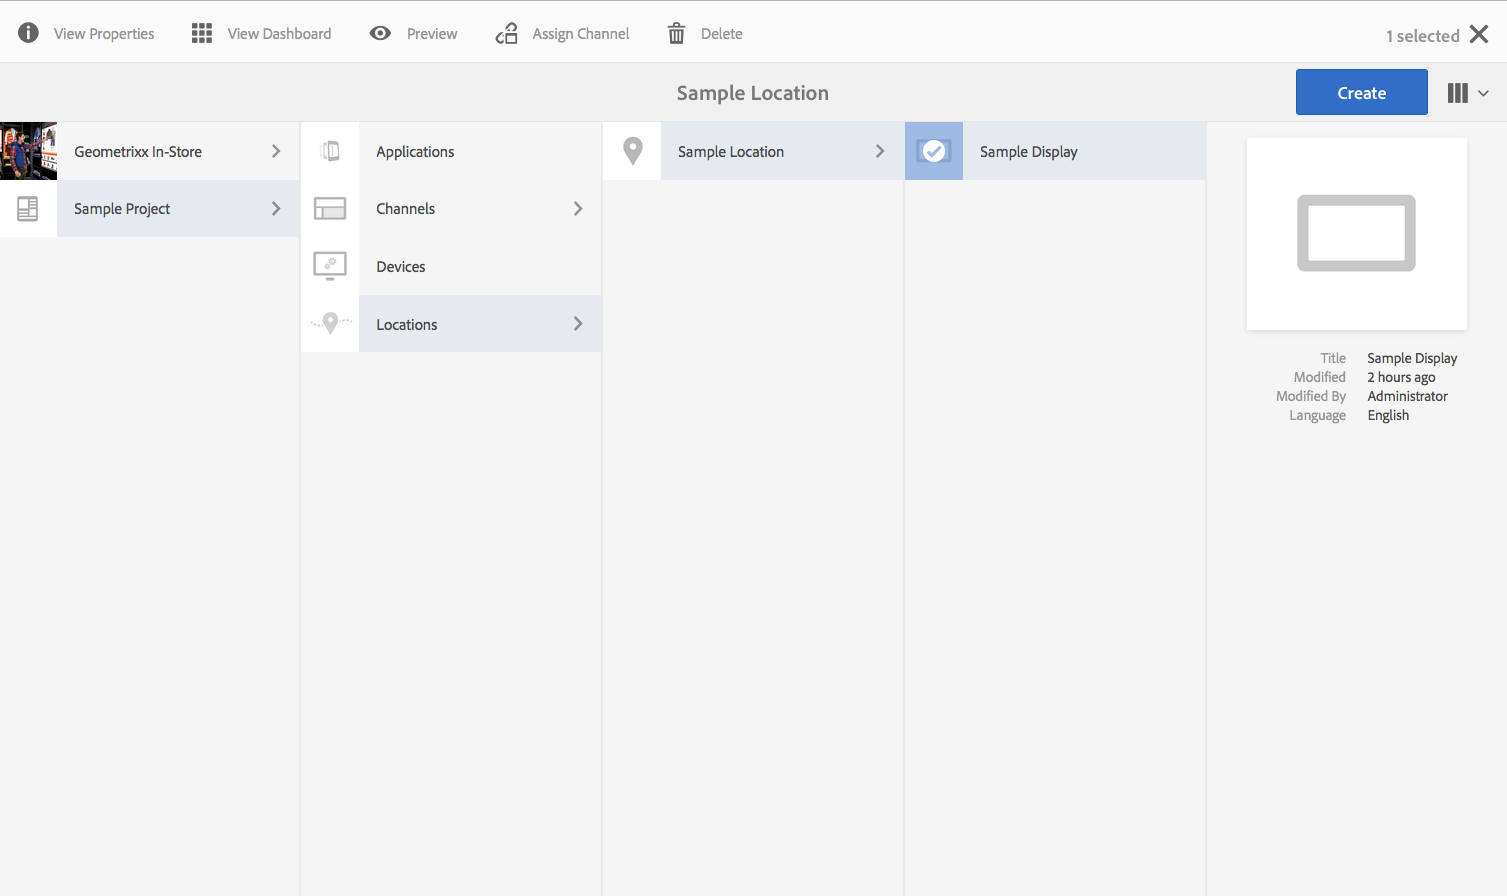 View Properties View Dashboard Preview Assign Channel Delete 1 selected
Sample Location Create
Geometrixx In-Store Applications Sample Location Sample Display
Sample Project Channels
Devices
Locations
Title Sample Display
Modified 2 hours ago
Modified By Administrator
Language English